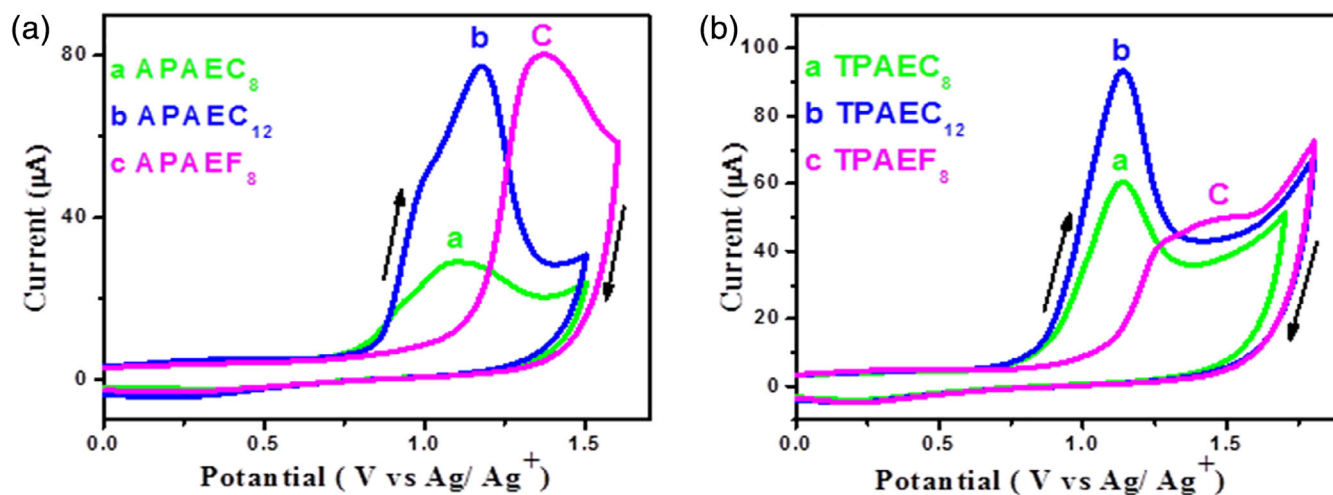 (a)
a APAEC₈
b APAEC₁₂
c APAEF₈
a
b
C
80
40
0
Current (µA)
0.0 0.5 1.0 1.5
Potantial ( V vs Ag/ Ag⁺)
(b)
a TPAEC₈
b TPAEC₁₂
c TPAEF₈
a
b
C
100
80
60
40
20
0
Current (µA)
0.0 0.5 1.0 1.5
Potantial ( V vs Ag/ Ag⁺)